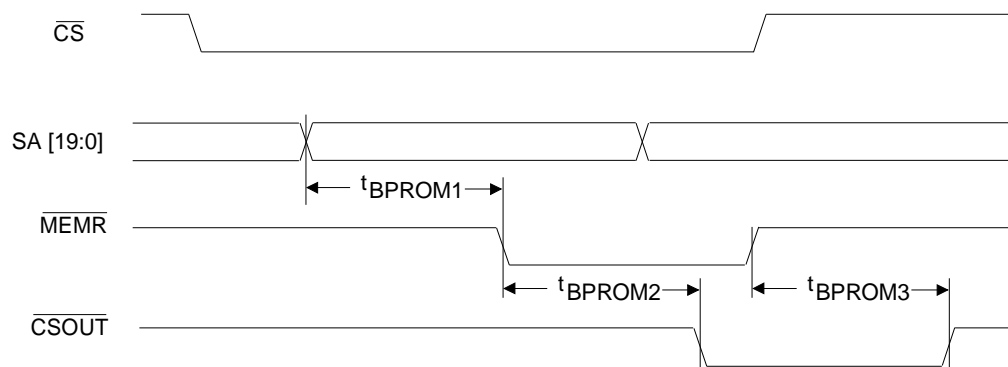 CS
SA [19:0]
tBPROM1
MEMR
tBPROM2
tBPROM3
CSOUT